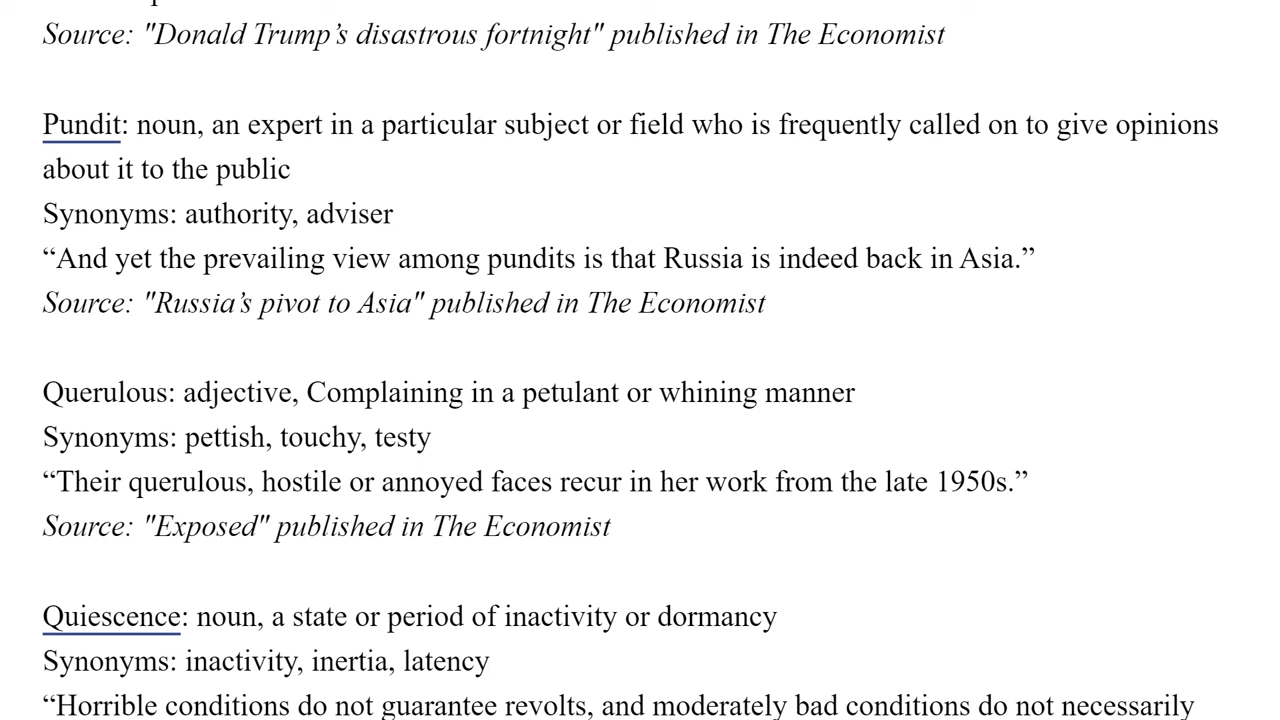 Source: "Donald Trump’s disastrous fortnight" published in The Economist
Pundit: noun, an expert in a particular subject or field who is frequently called on to give opinions
about it to the public
Synonyms: authority, adviser
“And yet the prevailing view among pundits is that Russia is indeed back in Asia.”
Source: "Russia’s pivot to Asia" published in The Economist
Querulous: adjective, Complaining in a petulant or whining manner
Synonyms: pettish, touchy, testy
“Their querulous, hostile or annoyed faces recur in her work from the late 1950s.”
Source: "Exposed" published in The Economist
Quiescence: noun, a state or period of inactivity or dormancy
Synonyms: inactivity, inertia, latency
“Horrible conditions do not guarantee revolts, and moderately bad conditions do not necessarily